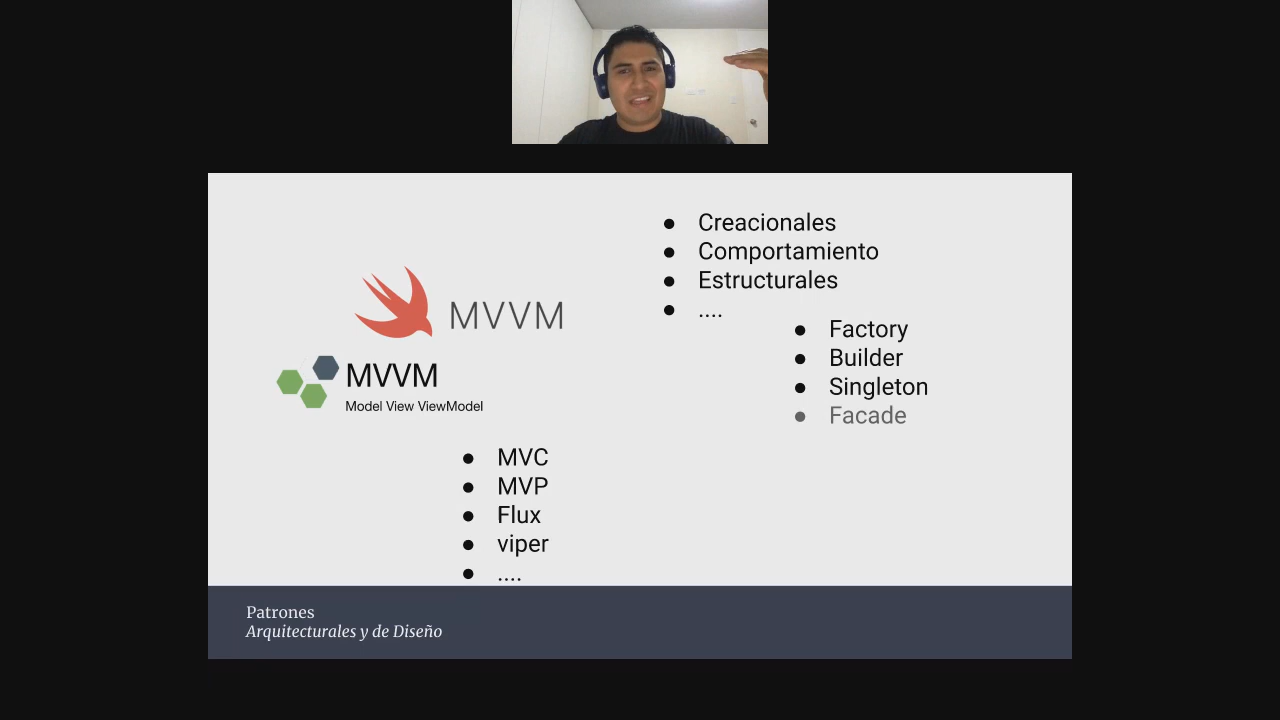 MVVM
MVVM
Model View ViewModel
MVC
MVP
Flux
viper
....
Creacionales
Comportamiento
Estructurales
....
Factory
Builder
Singleton
Facade
Patrones
Arquitecturales y de Diseño